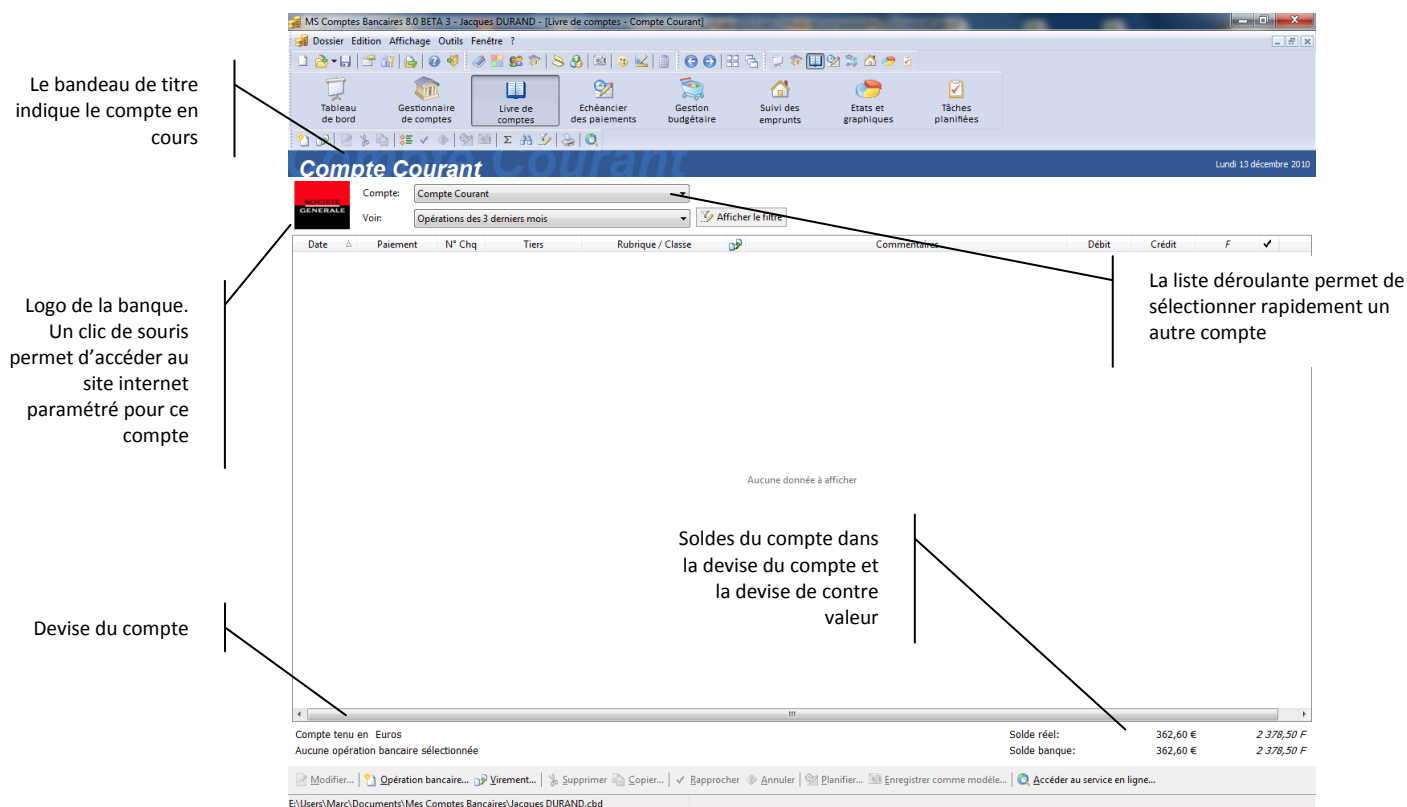 MS Comptes Bancaires 8.0 BETA 3 - Jacques DURAND - [Livre de comptes - Compte Courant]
Dossier Edition Affichage Outils Fenêtre ?
Le bandeau de titre
indique le compte en
cours
Tableau
de bord
Gestionnaire
de comptes
Livre de
comptes
Echéancier
des paiements
Gestion
budgétaire
Suivi des
emprunts
Etats et
graphiques
Tâches
planifiées
Compte Courant
Compte Courant
Lundi 13 décembre 2010
SOCIETE
GENERALE
Compte: Compte Courant
Voir: Opérations des 3 derniers mois Afficher le filtre
Date Paiement N° Chq Tiers Rubrique / Classe Commentaires Débit Crédit F
La liste déroulante permet de
sélectionner rapidement un
autre compte
Logo de la banque.
Un clic de souris
permet d’accéder au
site internet
paramétré pour ce
compte
Aucune donnée à afficher
Soldes du compte dans
la devise du compte et
la devise de contre
valeur
Devise du compte
Compte tenu en Euros
Solde réel: 362,60 € 2 378,50 F
Aucune opération bancaire sélectionnée
Solde banque: 362,60 € 2 378,50 F
Modifier... Opération bancaire... Virement... Supprimer Copier... Rapprocher Annuler Planifier... Enregistrer comme modèle... Accéder au service en ligne...
E:\Users\Marc\Documents\Mes Comptes Bancaires\Jacques DURAND.cbd